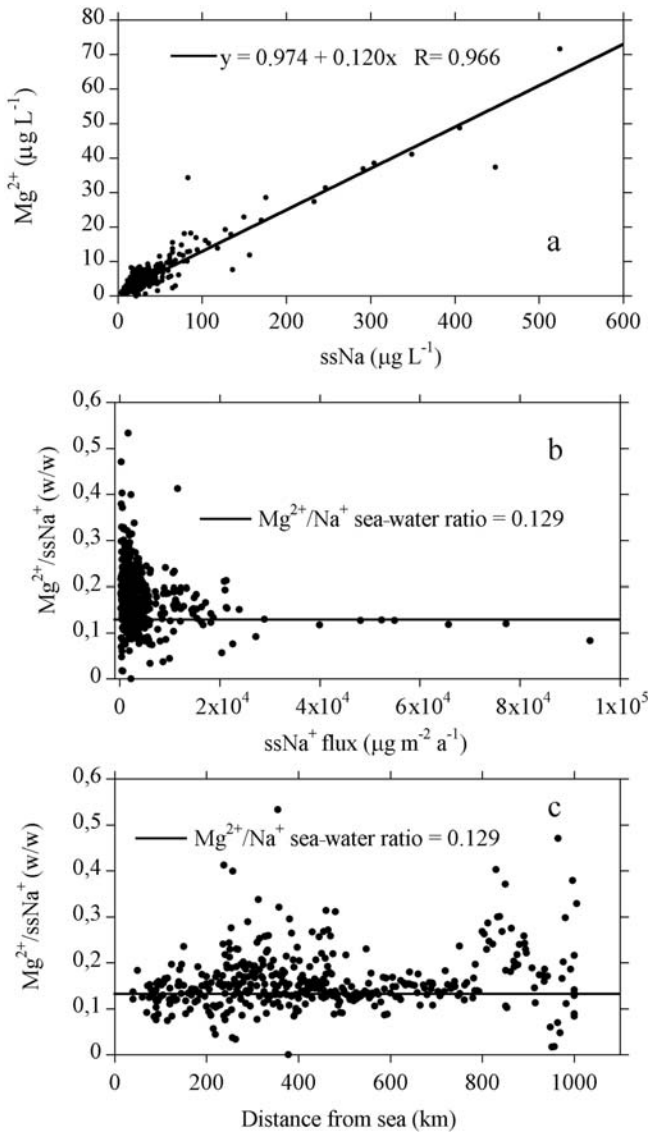 80
70
60
50
40
30
20
10
0
Mg²⁺ (µg L⁻¹)
y = 0.974 + 0.120x R= 0.966
a
0 100 200 300 400 500 600
ssNa (µg L⁻¹)
0,6
0,5
0,4
0,3
0,2
0,1
0
Mg²⁺/ssNa⁺ (w/w)
b
Mg²⁺/Na⁺ sea-water ratio = 0.129
0 2x10⁴ 4x10⁴ 6x10⁴ 8x10⁴ 1x10⁵
ssNa⁺ flux (µg m⁻² a⁻¹)
0,6
0,5
0,4
0,3
0,2
0,1
0
Mg²⁺/ssNa⁺ (w/w)
c
Mg²⁺/Na⁺ sea-water ratio = 0.129
0 200 400 600 800 1000
Distance from sea (km)